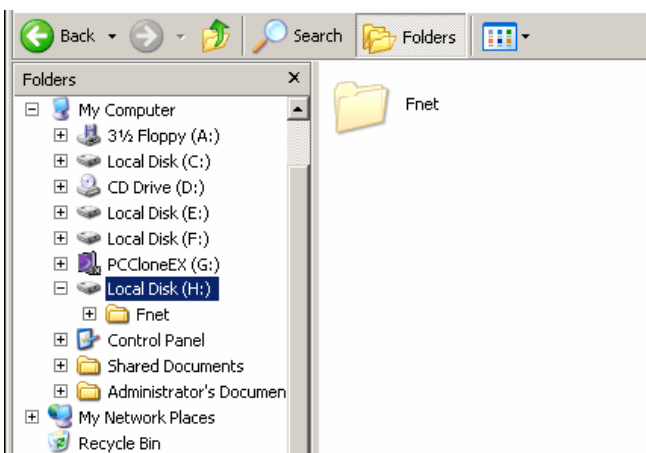 Back Search Folders
Folders x
My Computer
3½ Floppy (A:)
Local Disk (C:)
CD Drive (D:)
Local Disk (E:)
Local Disk (F:)
PCCloneEX (G:)
Local Disk (H:)
Fnet
Control Panel
Shared Documents
Administrator's Documen
My Network Places
Recycle Bin
Fnet